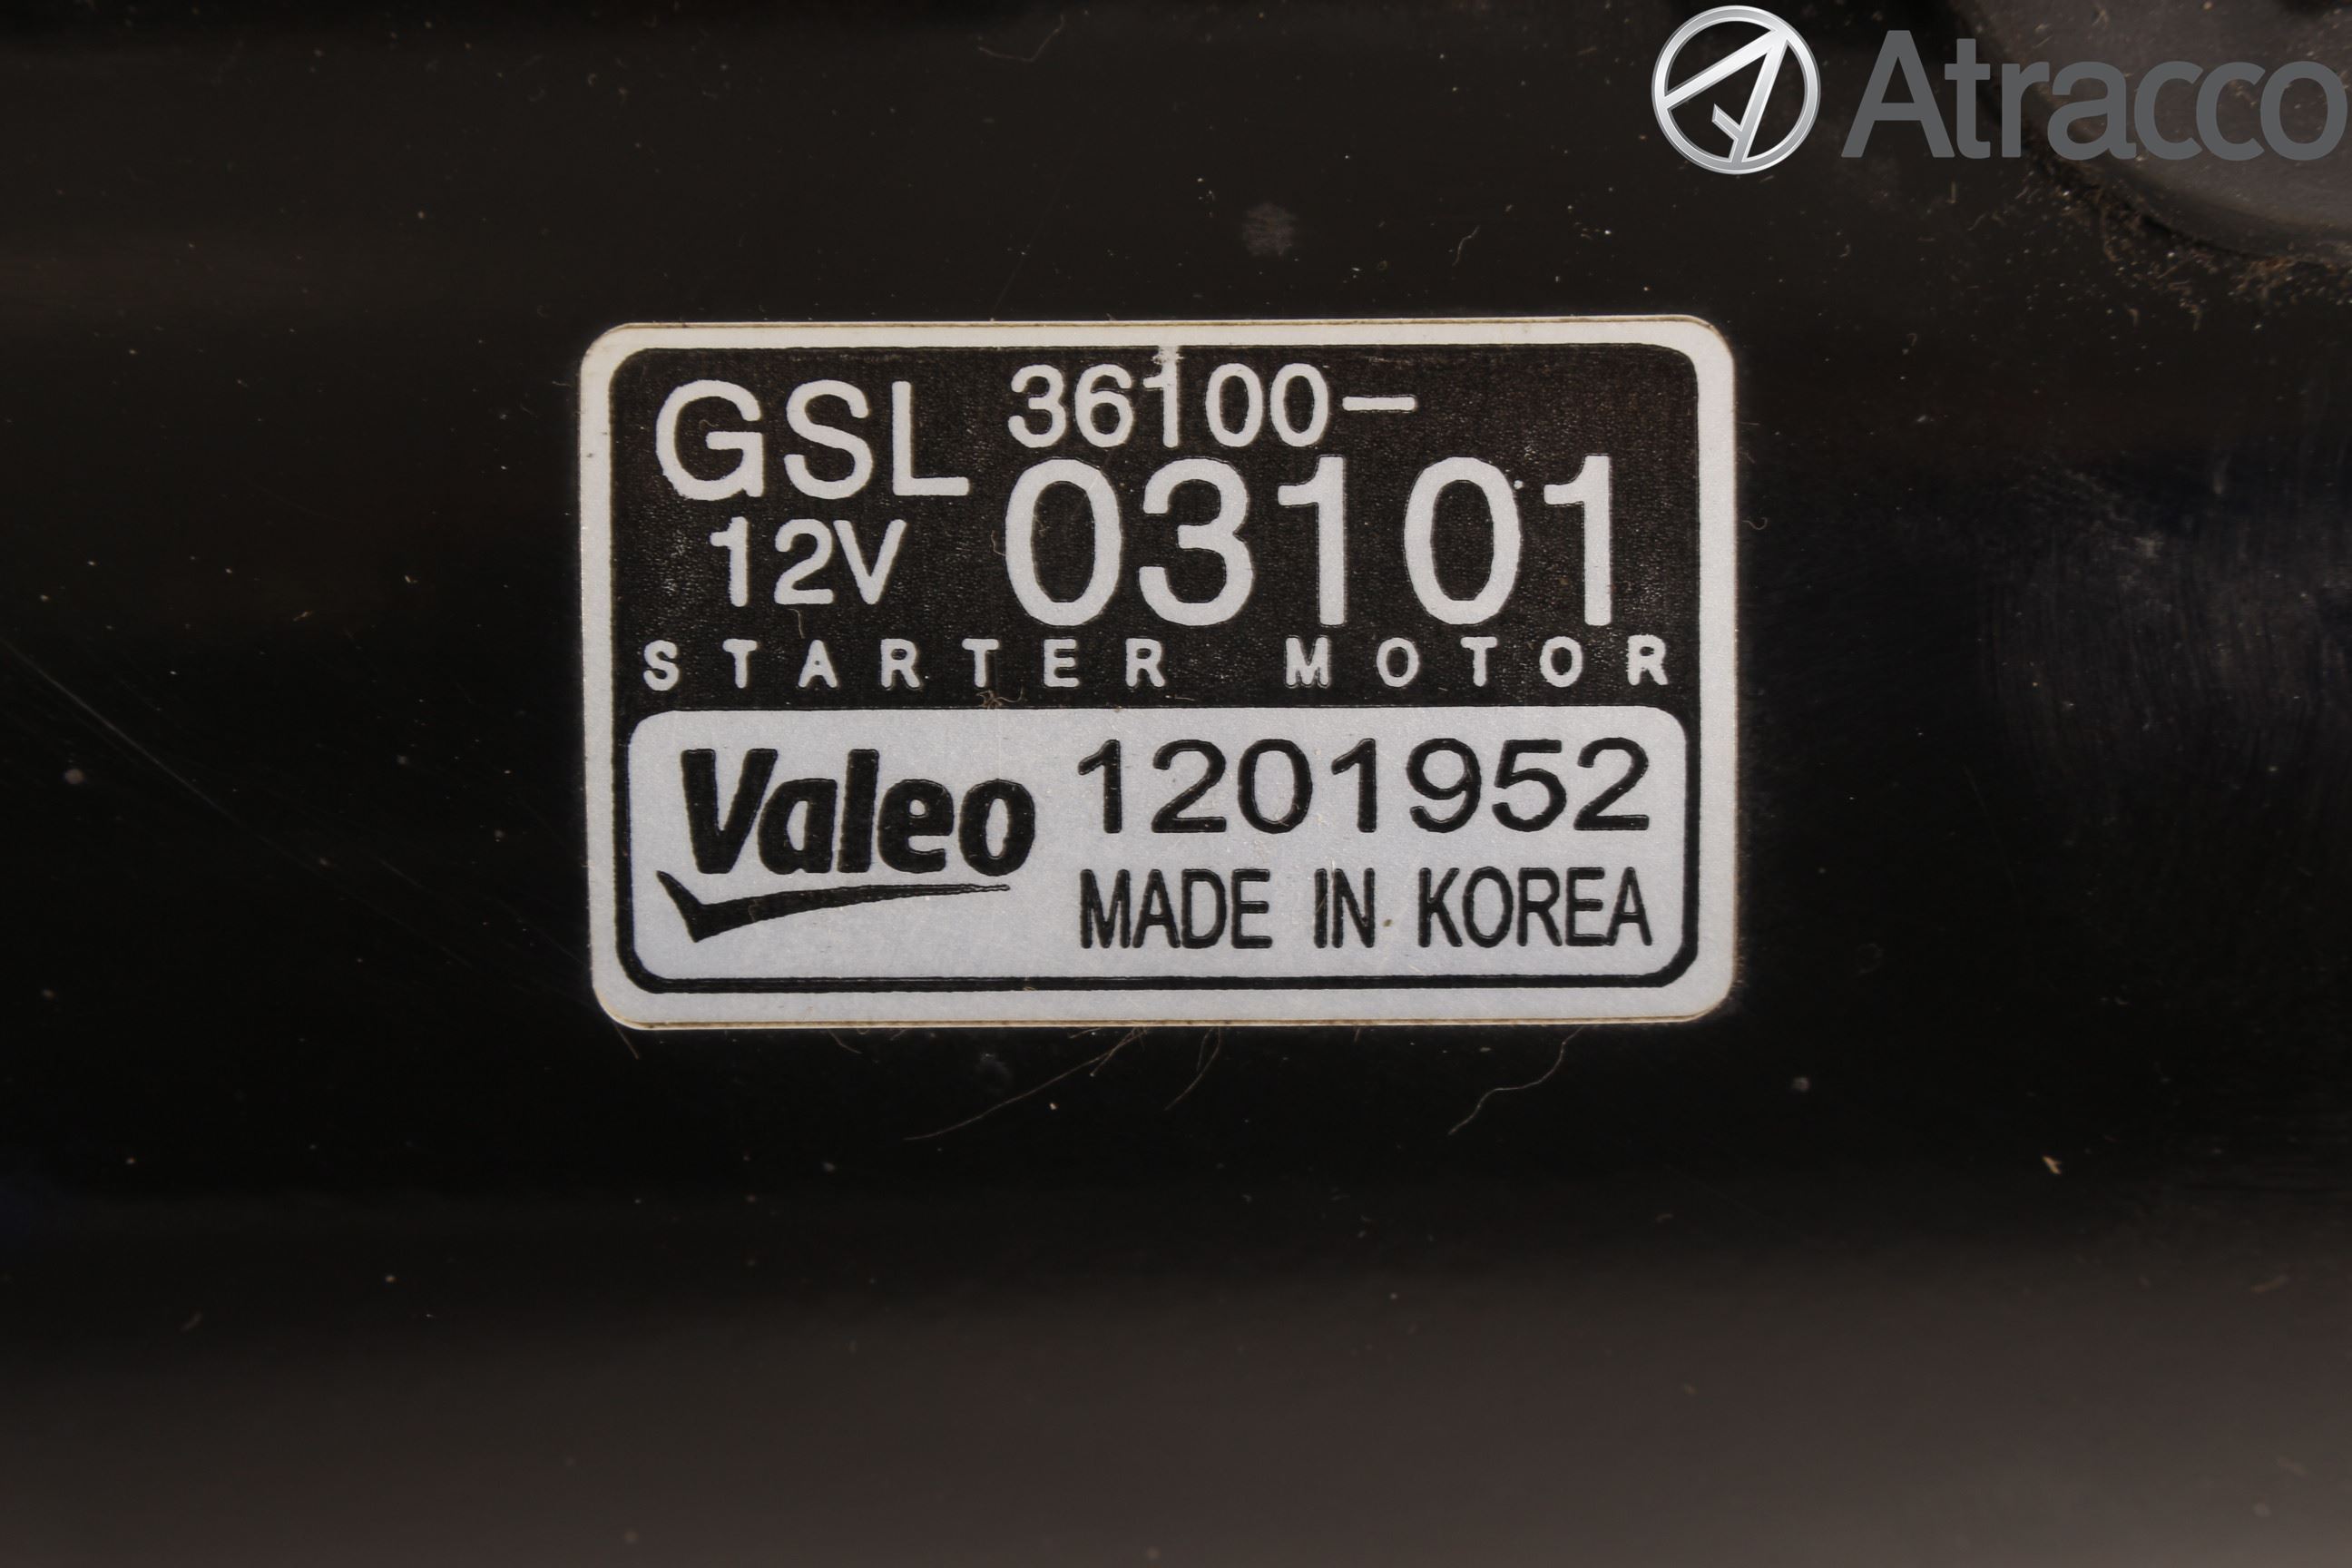 Atracco
GSL 36100-
12V 03101
STARTER MOTOR
Valeo 1201952
MADE IN KOREA